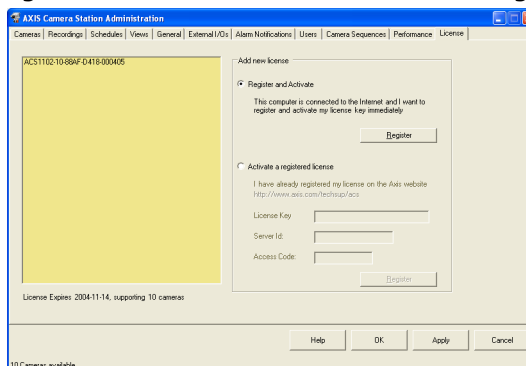 AXIS Camera Station Administration
Cameras Recordings Schedules Views General External I/Os Alarm Notifications Users Camera Sequences Performance License
ACS1102-10-88AF-D418-000405
Add new license
Register and Activate
This computer is connected to the Internet and I want to
register and activate my license key immediately
Register
Activate a registered license
I have already registered my license on the Axis website
http://www.axis.com/techsup/acs
License Key
Server Id:
Access Code:
Register
License Expires 2004-11-14, supporting 10 cameras
Help OK Apply Cancel
10 Cameras available